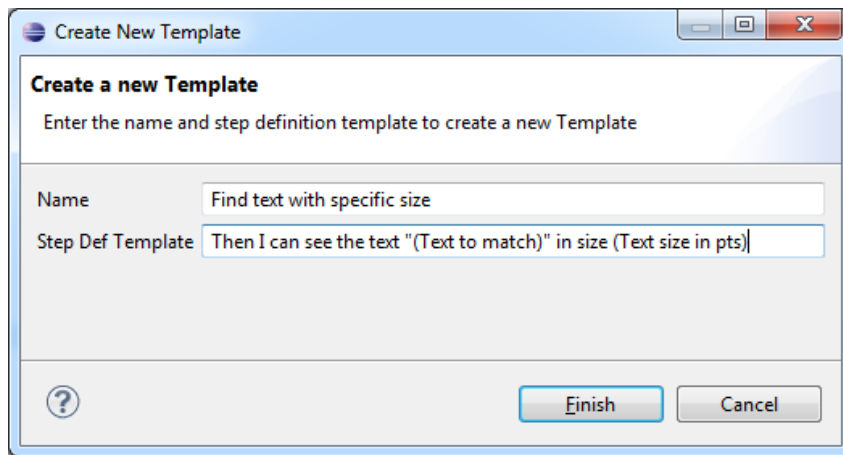 Create New Template
Create a new Template
Enter the name and step definition template to create a new Template
Name Find text with specific size
Step Def Template Then I can see the text "(Text to match)" in size (Text size in pts)
? Finish Cancel